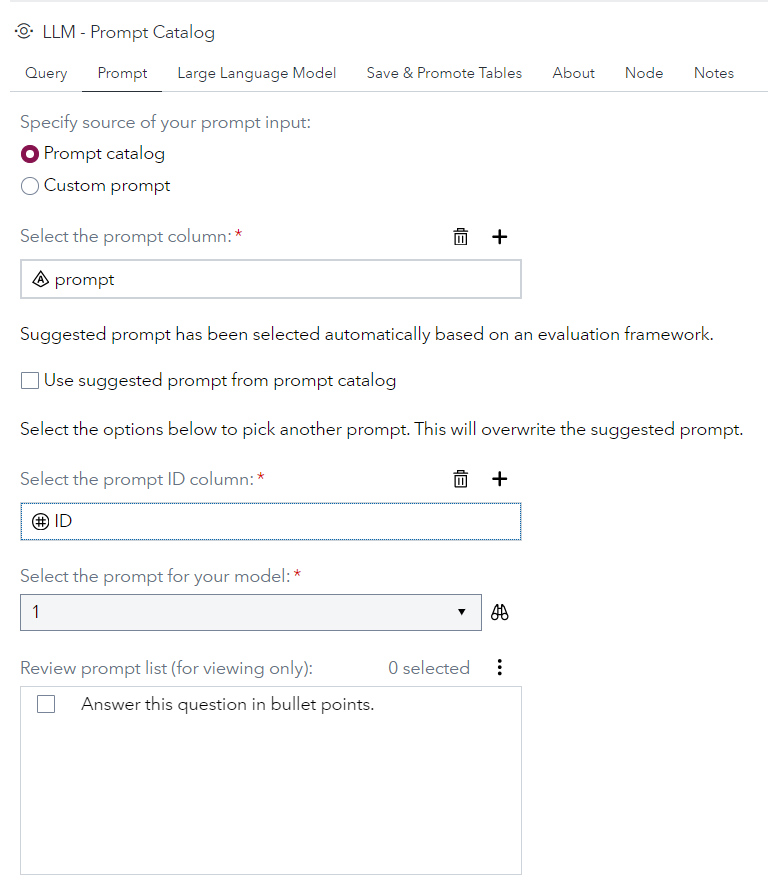 LLM - Prompt Catalog
Query Prompt Large Language Model Save & Promote Tables About Node Notes
Specify source of your prompt input:
Prompt catalog
Custom prompt
Select the prompt column:*
prompt
Suggested prompt has been selected automatically based on an evaluation framework.
Use suggested prompt from prompt catalog
Select the options below to pick another prompt. This will overwrite the suggested prompt.
Select the prompt ID column:*
ID
Select the prompt for your model:*
1
Review prompt list (for viewing only): 0 selected
Answer this question in bullet points.